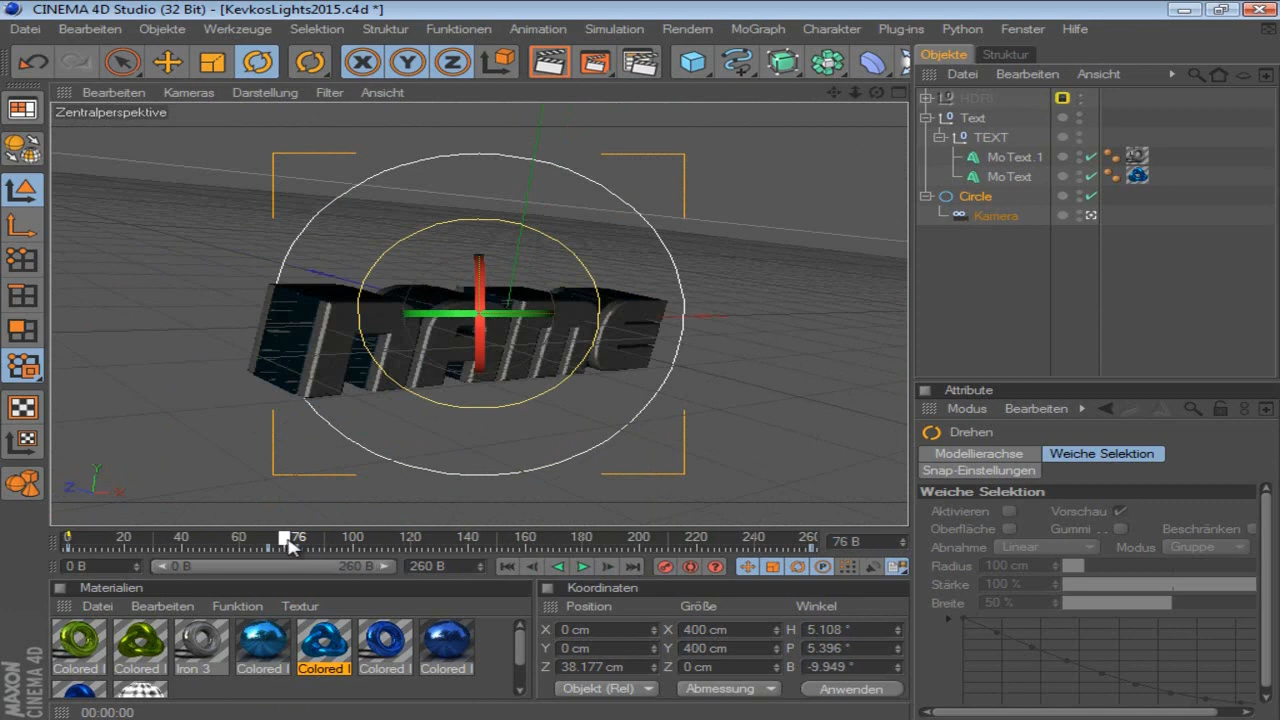 CINEMA 4D Studio (32 Bit) - [KevkosLights2015.c4d *]
Datei Bearbeiten Objekte Werkzeuge Selektion Struktur Funktionen Animation Simulation Rendern MoGraph Charakter Plug-ins Python Fenster Hilfe
X Y Z
Objekte Struktur
Datei Bearbeiten Ansicht
Bearbeiten Kameras Darstellung Filter Ansicht
Zentralperspektive
HDRI
Text
TEXT
MoText.1
MoText
Circle
Kamera
name
Y
Z X
Attribute
Modus Bearbeiten
Drehen
Modellierachse Weiche Selektion
Snap-Einstellungen
Weiche Selektion
Aktivieren Vorschau
Oberfläche Gummi . . Beschränken
Abnahme Linear Modus Gruppe
Radius 100 cm
Stärke 100 %
Breite 50 %
0 20 40 60 76 100 120 140 160 180 200 220 240 260 76 B
0 B 0 B 260 B 260 B
Materialien
Datei Bearbeiten Funktion Textur
Colored I Colored I Iron 3 Colored I Colored I Colored I Colored I
Koordinaten
Position Größe Winkel
X 0 cm X 400 cm H 5.108 °
Y 0 cm Y 400 cm P 5.396 °
Z 38.177 cm Z 0 cm B -9.949 °
Objekt (Rel) Abmessung Anwenden
MAXON
CINEMA 4D
00:00:00